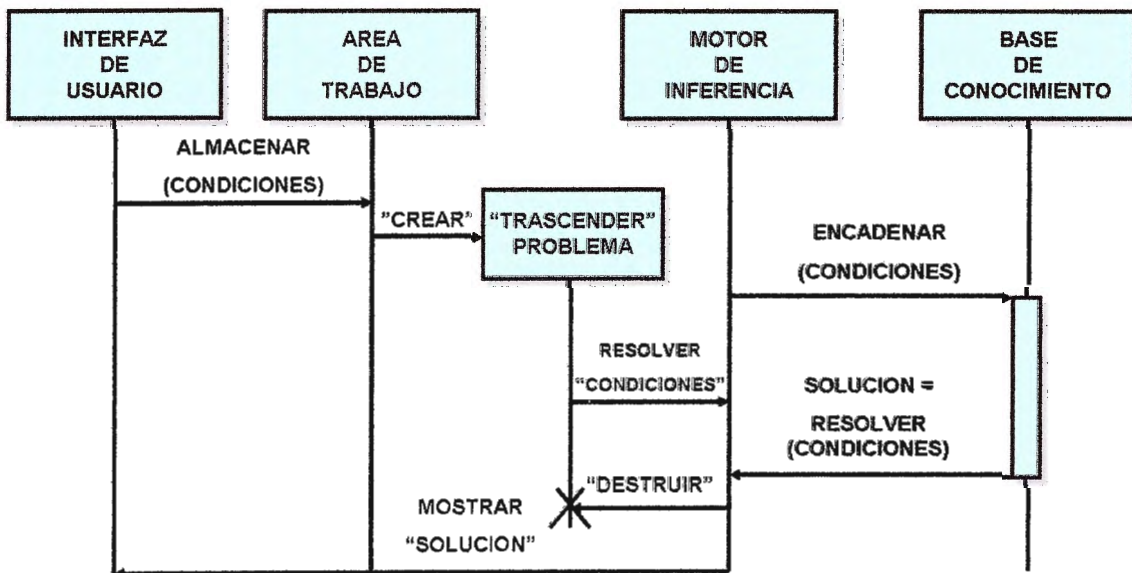 INTERFAZ
DE
USUARIO
AREA
DE
TRABAJO
MOTOR
DE
INFERENCIA
BASE
DE
CONOCIMIENTO
ALMACENAR
(CONDICIONES)
"CREAR"
“TRASCENDER”
PROBLEMA
ENCADENAR
(CONDICIONES)
RESOLVER
“CONDICIONES”
SOLUCION =
RESOLVER
(CONDICIONES)
“DESTRUIR”
MOSTRAR
“SOLUCION”